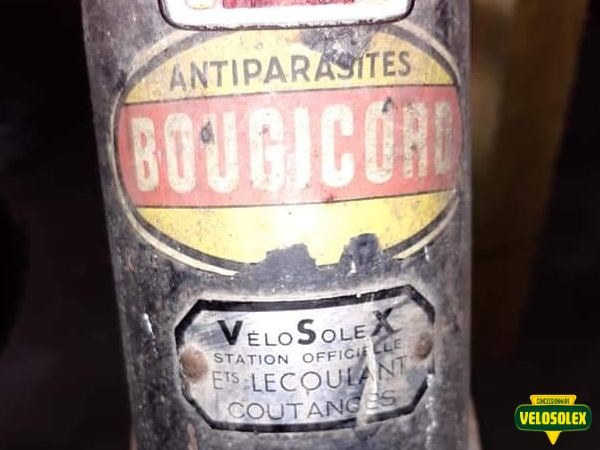 ANTIPARASITES
BOUGICORD
VÉLOSOLEX
STATION OFFICIELLE
ETS. LECOULANT
COUTANCES
CONCESSIONNAIRE
VELOSOLEX